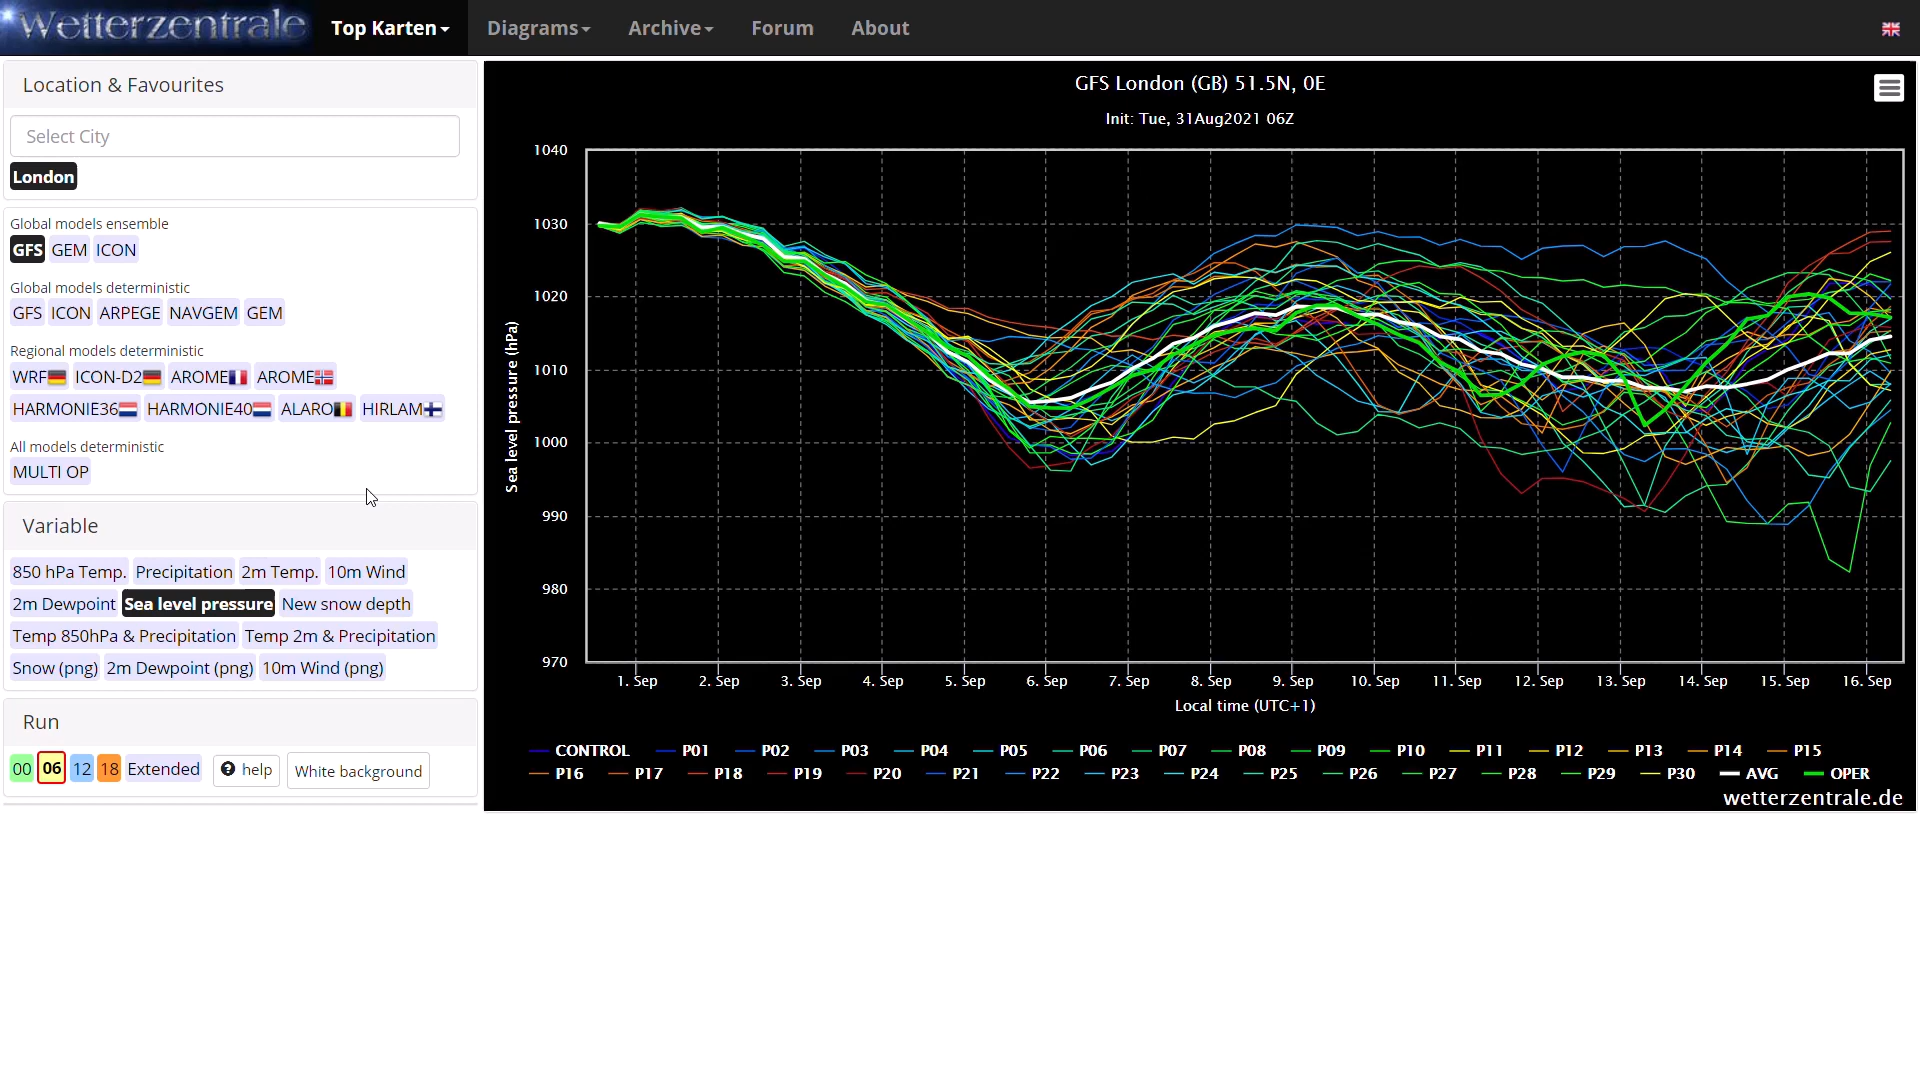 Wetterzentrale Top Karten Diagrams Archive Forum About
Location & Favourites
Select City
London
Global models ensemble
GFS GEM ICON
Global models deterministic
GFS ICON ARPEGE NAVGEM GEM
Regional models deterministic
WRF ICON-D2 AROME AROME
HARMONIE36 HARMONIE40 ALARO HIRLAM
All models deterministic
MULTI OP
Variable
850 hPa Temp. Precipitation 2m Temp. 10m Wind
2m Dewpoint Sea level pressure New snow depth
Temp 850hPa & Precipitation Temp 2m & Precipitation
Snow (png) 2m Dewpoint (png) 10m Wind (png)
Run
00 06 12 18 Extended help White background
GFS London (GB) 51.5N, 0E
Init: Tue, 31Aug2021 06Z
Sea level pressure (hPa)
1040
1030
1020
1010
1000
990
980
970
1. Sep 2. Sep 3. Sep 4. Sep 5. Sep 6. Sep 7. Sep 8. Sep 9. Sep 10. Sep 11. Sep 12. Sep 13. Sep 14. Sep 15. Sep 16. Sep
Local time (UTC+1)
CONTROL P01 P02 P03 P04 P05 P06 P07 P08 P09 P10 P11 P12 P13 P14 P15
P16 P17 P18 P19 P20 P21 P22 P23 P24 P25 P26 P27 P28 P29 P30 AVG OPER
wetterzentrale.de